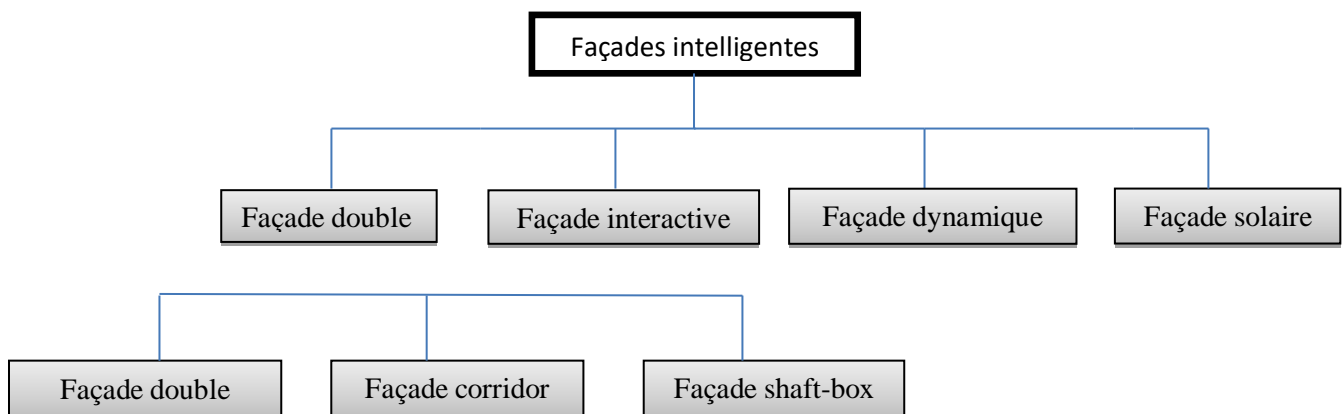 Façades intelligentes
Façade double
Façade interactive
Façade dynamique
Façade solaire
Façade double
Façade corridor
Façade shaft-box